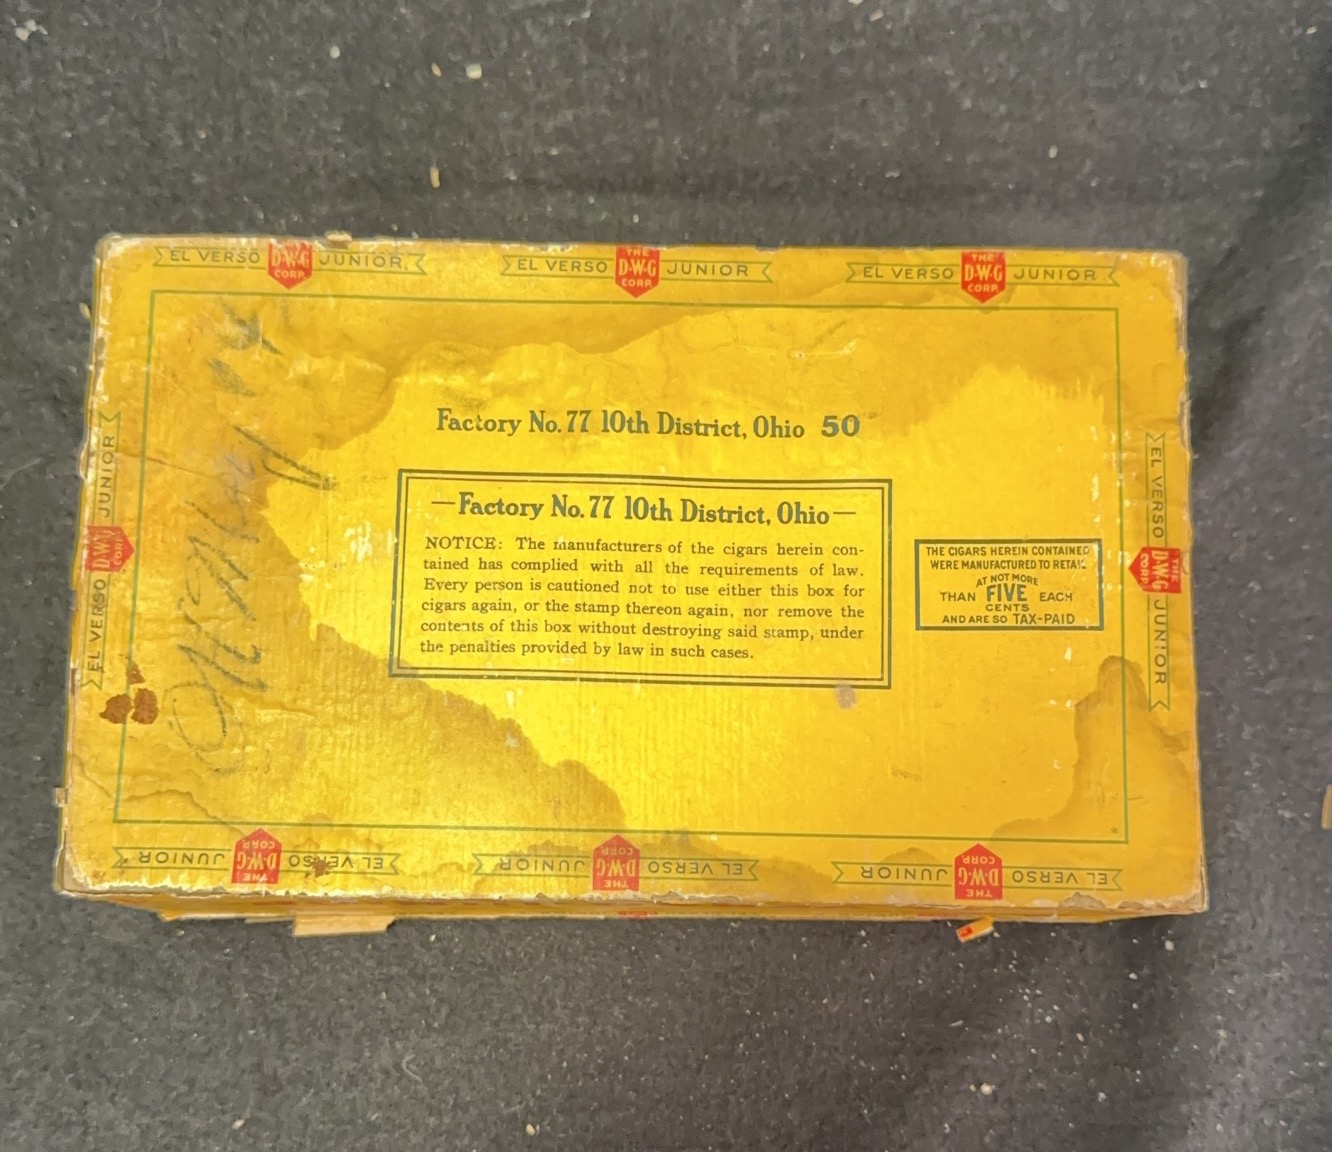 EL VERSO THE D·W·G CORP. JUNIOR
EL VERSO THE D·W·G CORP. JUNIOR
EL VERSO THE D·W·G CORP. JUNIOR
Factory No. 77 10th District, Ohio 50
—Factory No. 77 10th District, Ohio—
NOTICE: The manufacturers of the cigars herein con-
tained has complied with all the requirements of law.
Every person is cautioned not to use either this box for
cigars again, or the stamp thereon again, nor remove the
contents of this box without destroying said stamp, under
the penalties provided by law in such cases.
THE CIGARS HEREIN CONTAINED
WERE MANUFACTURED TO RETAIL
AT NOT MORE
THAN FIVE EACH
CENTS
AND ARE SO TAX-PAID
EL VERSO D·W·G CORP. JUNIOR
EL VERSO THE D·W·G CORP. JUNIOR
EL VERSO THE D·W·G CORP. JUNIOR
EL VERSO THE D·W·G CORP. JUNIOR
EL VERSO THE D·W·G CORP. JUNIOR